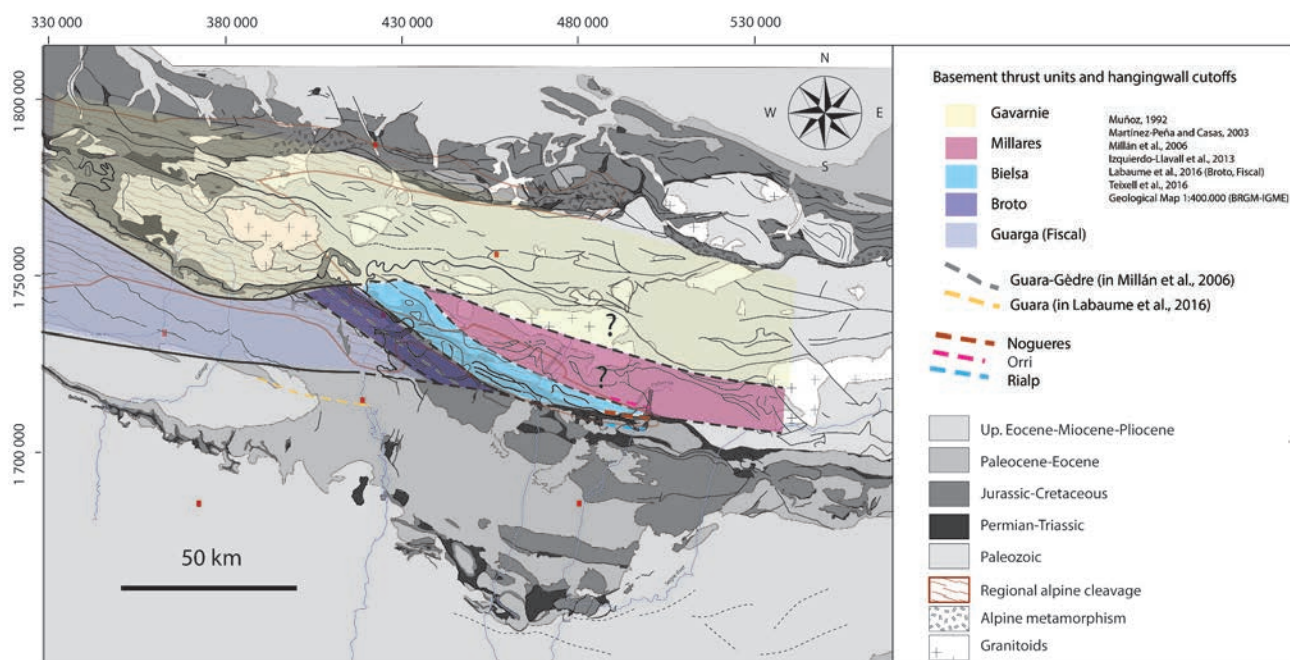 330 000
380 000
430 000
480 000
530 000
1 800 000
1 750 000
1 700 000
N
W
E
S
?
?
50 km
Basement thrust units and hangingwall cutoffs
Gavarnie
Millares
Bielsa
Broto
Guarga (Fiscal)
Muñoz, 1992
Martínez-Peña and Casas, 2003
Millán et al., 2006
Izquierdo-Llavall et al., 2013
Labaume et al., 2016 (Broto, Fiscal)
Teixell et al., 2016
Geological Map 1:400.000 (BRGM-IGME)
Guara-Gèdre (in Millán et al., 2006)
Guara (in Labaume et al., 2016)
Nogueres
Orri
Rialp
Up. Eocene-Miocene-Pliocene
Paleocene-Eocene
Jurassic-Cretaceous
Permian-Triassic
Paleozoic
Regional alpine cleavage
Alpine metamorphism
Granitoids